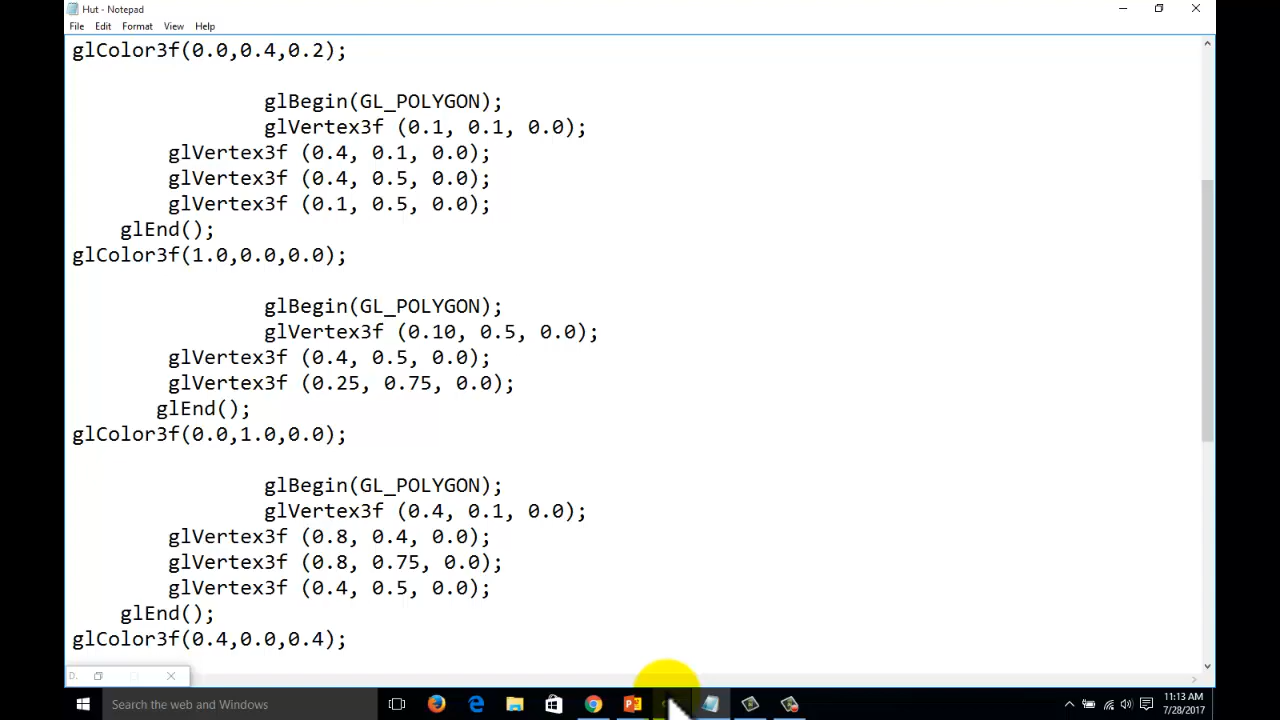 Hut - Notepad
File Edit Format View Help
glColor3f(0.0,0.4,0.2);
glBegin(GL_POLYGON);
glVertex3f (0.1, 0.1, 0.0);
glVertex3f (0.4, 0.1, 0.0);
glVertex3f (0.4, 0.5, 0.0);
glVertex3f (0.1, 0.5, 0.0);
glEnd();
glColor3f(1.0,0.0,0.0);
glBegin(GL_POLYGON);
glVertex3f (0.10, 0.5, 0.0);
glVertex3f (0.4, 0.5, 0.0);
glVertex3f (0.25, 0.75, 0.0);
glEnd();
glColor3f(0.0,1.0,0.0);
glBegin(GL_POLYGON);
glVertex3f (0.4, 0.1, 0.0);
glVertex3f (0.8, 0.4, 0.0);
glVertex3f (0.8, 0.75, 0.0);
glVertex3f (0.4, 0.5, 0.0);
glEnd();
glColor3f(0.4,0.0,0.4);
D.
Search the web and Windows
11:13 AM
7/28/2017